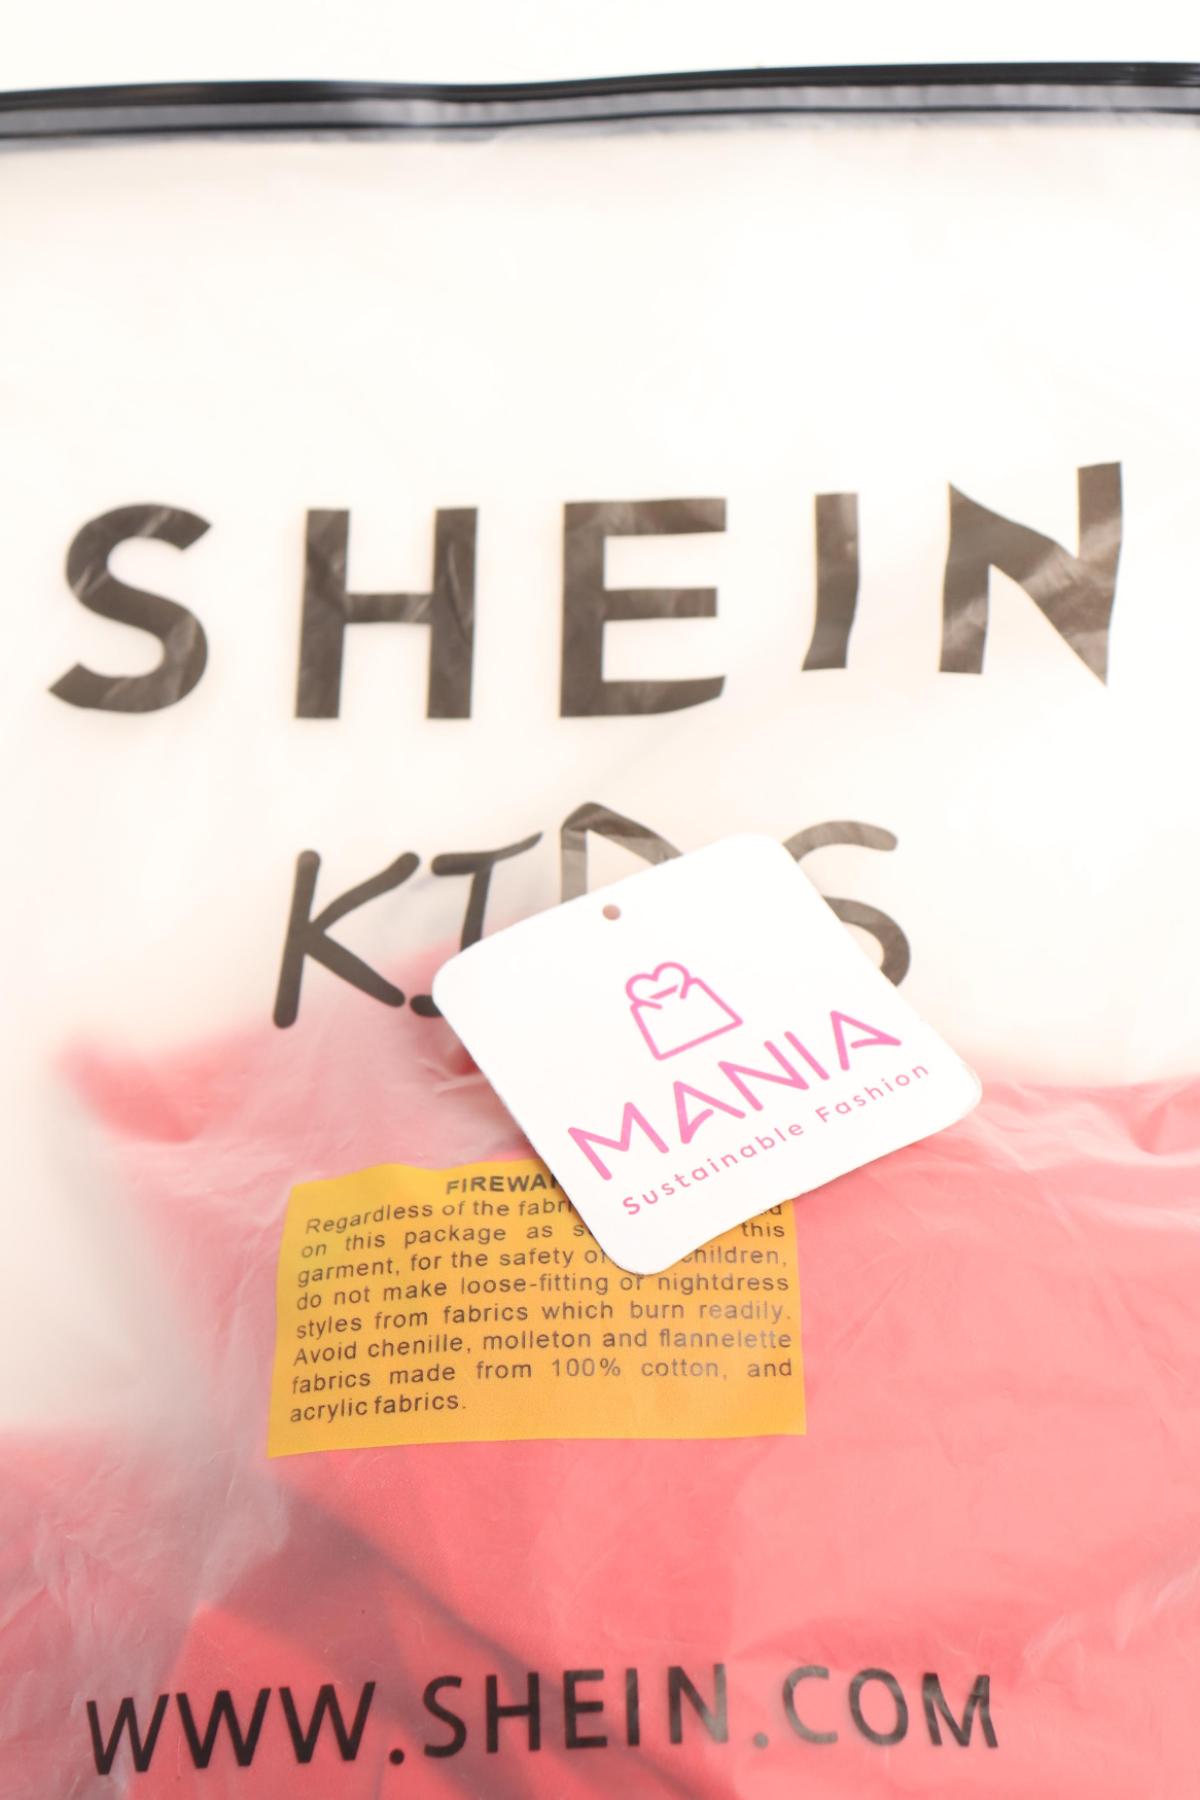 SHEIN
KIDS
MANIA
Sustainable Fashion
Regardless of the
on this package as this
garment, for the safety children,
do not make loose-fitting or nightdress
styles from fabrics which burn readily.
Avoid chenille, molleton and flannelette
fabrics made from 100% cotton, and
acrylic fabrics.
WWW.SHEIN.COM